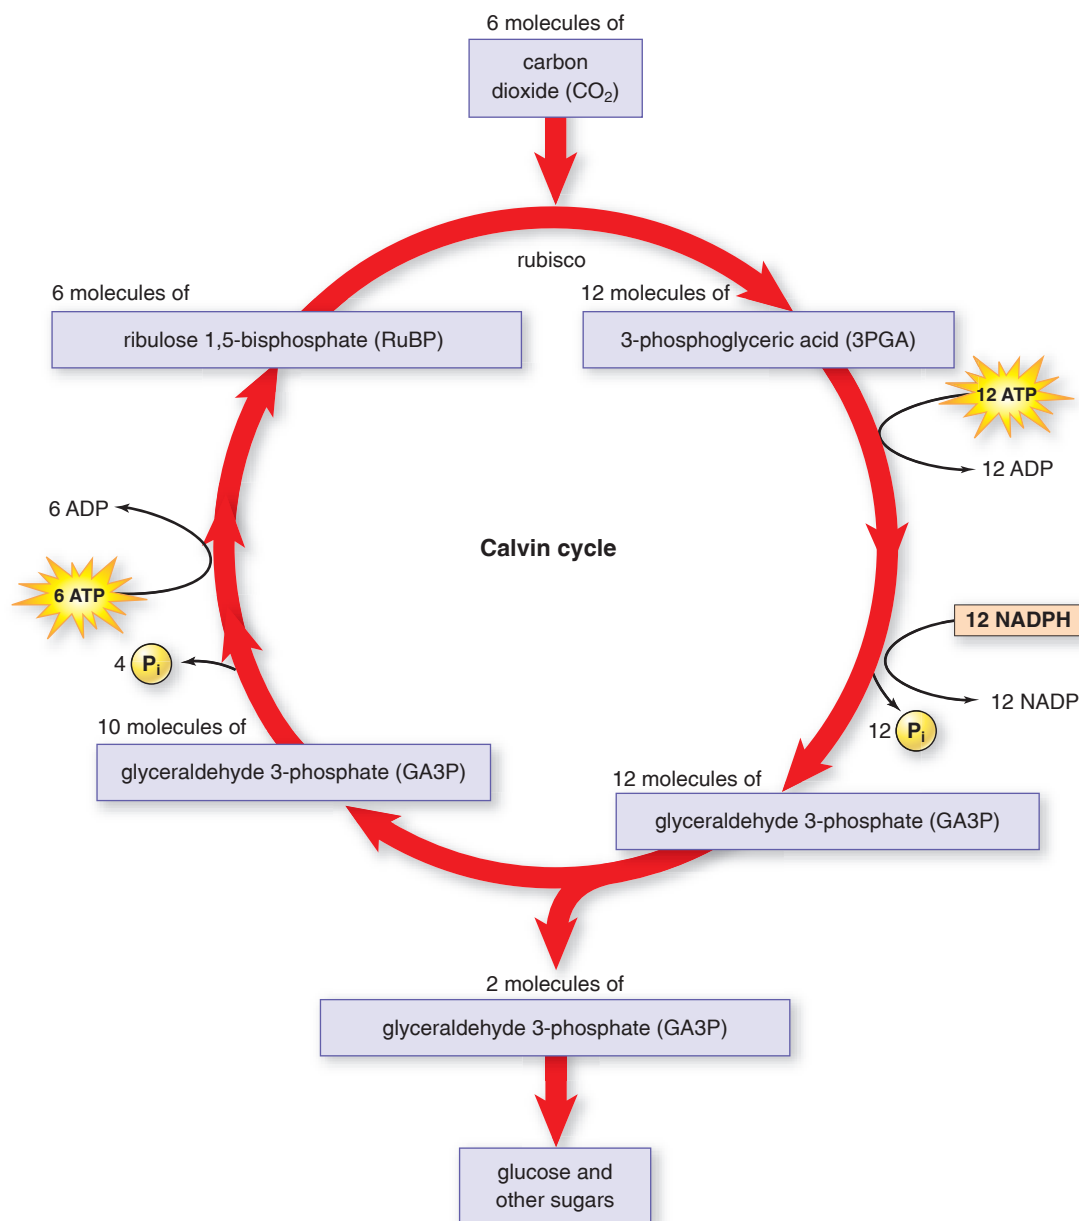 6 molecules of
carbon
dioxide (CO₂)
rubisco
6 molecules of
ribulose 1,5-bisphosphate (RuBP)
12 molecules of
3-phosphoglyceric acid (3PGA)
12 ATP
12 ADP
6 ADP
6 ATP
Calvin cycle
12 NADPH
12 NADP
4 Pᵢ
12 Pᵢ
10 molecules of
glyceraldehyde 3-phosphate (GA3P)
12 molecules of
glyceraldehyde 3-phosphate (GA3P)
2 molecules of
glyceraldehyde 3-phosphate (GA3P)
glucose and
other sugars